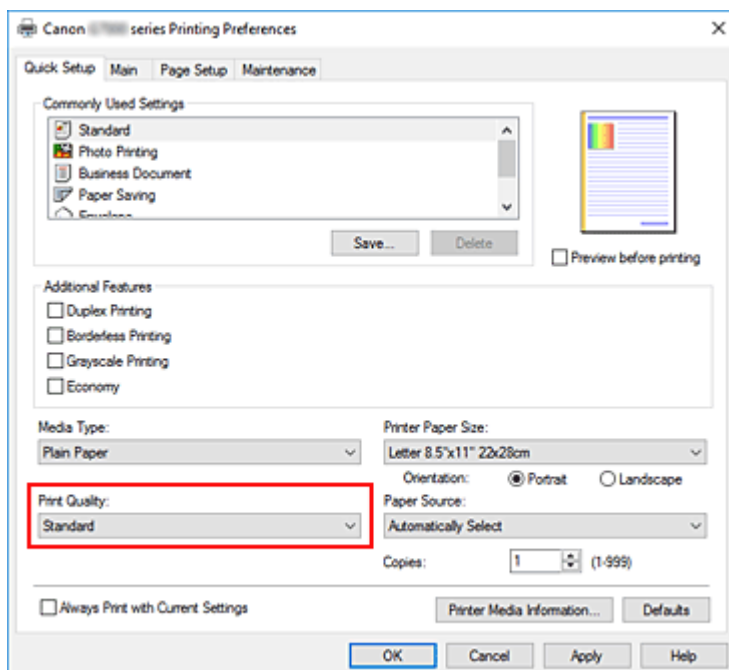 Canon series Printing Preferences
Quick Setup Main Page Setup Maintenance
Commonly Used Settings
Standard
Photo Printing
Business Document
Paper Saving
Envelope
Save... Delete
Preview before printing
Additional Features
Duplex Printing
Borderless Printing
Grayscale Printing
Economy
Media Type:
Plain Paper
Printer Paper Size:
Letter 8.5"x11" 22x28cm
Orientation: Portrait Landscape
Print Quality:
Standard
Paper Source:
Automatically Select
Copies: 1 (1-999)
Always Print with Current Settings
Printer Media Information... Defaults
OK Cancel Apply Help